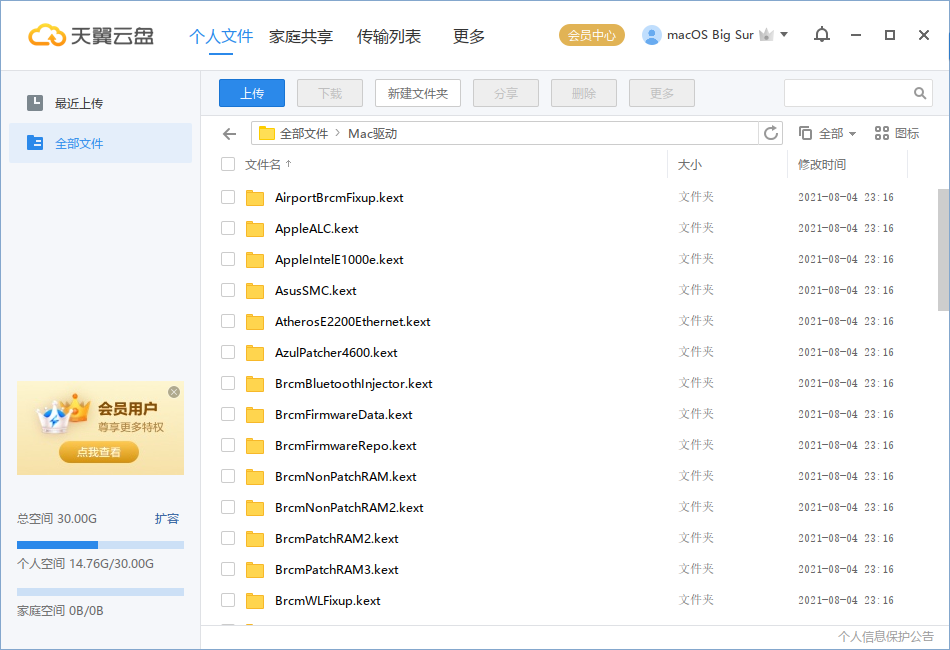 天翼云盘 个人文件 家庭共享 传输列表 更多 会员中心 macOS Big Sur
最近上传
全部文件
上传 下载 新建文件夹 分享 删除 更多
全部文件 Mac驱动 全部 图标
文件名 大小 修改时间
AirportBrcmFixup.kext 文件夹 2021-08-04 23:16
AppleALC.kext 文件夹 2021-08-04 23:16
AppleIntelE1000e.kext 文件夹 2021-08-04 23:16
AsusSMC.kext 文件夹 2021-08-04 23:16
AtherosE2200Ethernet.kext 文件夹 2021-08-04 23:16
AzulPatcher4600.kext 文件夹 2021-08-04 23:16
BrcmBluetoothInjector.kext 文件夹 2021-08-04 23:16
BrcmFirmwareData.kext 文件夹 2021-08-04 23:16
BrcmFirmwareRepo.kext 文件夹 2021-08-04 23:16
BrcmNonPatchRAM.kext 文件夹 2021-08-04 23:16
BrcmNonPatchRAM2.kext 文件夹 2021-08-04 23:16
BrcmPatchRAM2.kext 文件夹 2021-08-04 23:16
BrcmPatchRAM3.kext 文件夹 2021-08-04 23:16
BrcmWLFixup.kext 文件夹 2021-08-04 23:16
会员用户
尊享更多特权
点我查看
总空间 30.00G 扩容
个人空间 14.76G/30.00G
家庭空间 0B/0B
个人信息保护公告